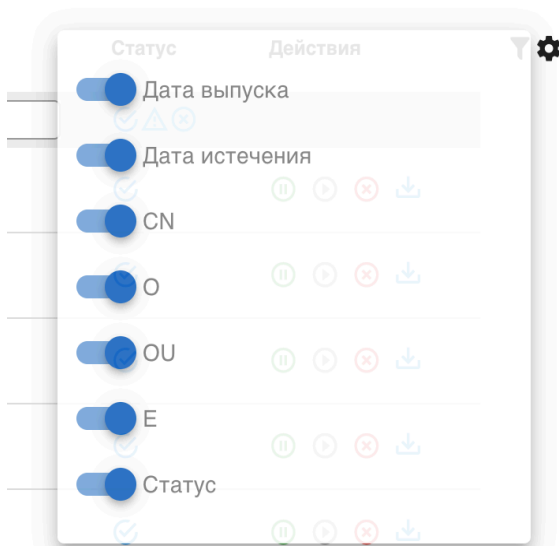 Статус Действия
Дата выпуска
Дата истечения
CN
O
OU
E
Статус